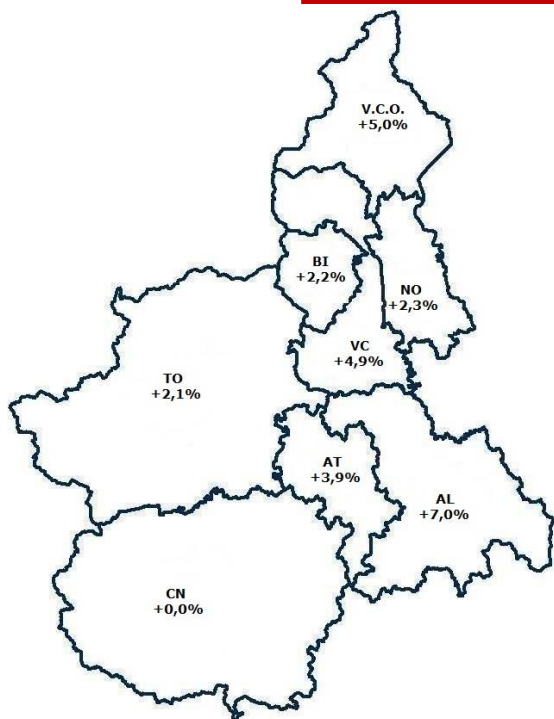 V.C.O.
+5,0%
BI
+2,2%
NO
+2,3%
VC
+4,9%
TO
+2,1%
AT
+3,9%
AL
+7,0%
CN
+0,0%